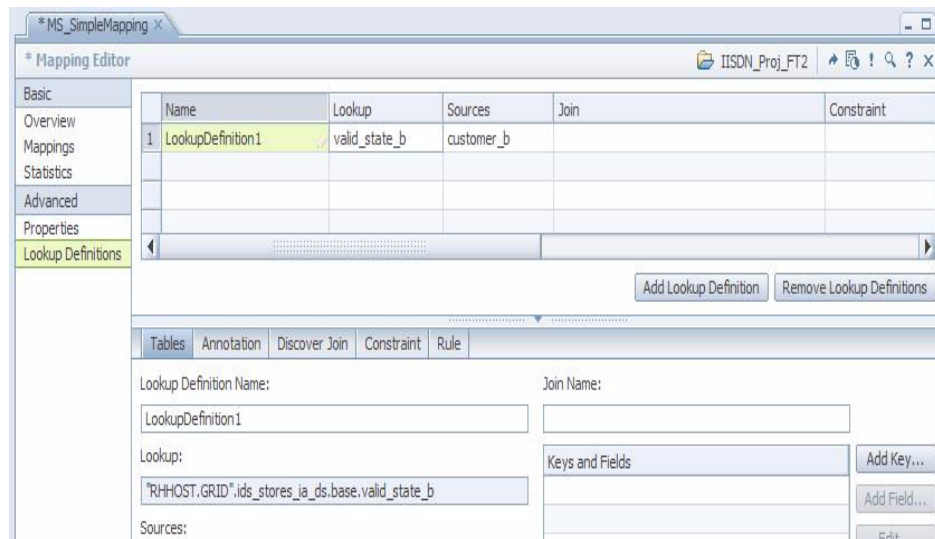 * MS_SimpleMapping ×
* Mapping Editor
IISDN_Proj_FT2
Basic
Overview
Mappings
Statistics
Advanced
Properties
Lookup Definitions
Name Lookup Sources Join Constraint
1 LookupDefinition1 valid_state_b customer_b
Add Lookup Definition Remove Lookup Definitions
Tables Annotation Discover Join Constraint Rule
Lookup Definition Name:
LookupDefinition1
Lookup:
"RHHOST.GRID".ids_stores_ia_ds.base.valid_state_b
Sources:
Join Name:
Keys and Fields
Add Key...
Add Field...
Edit...